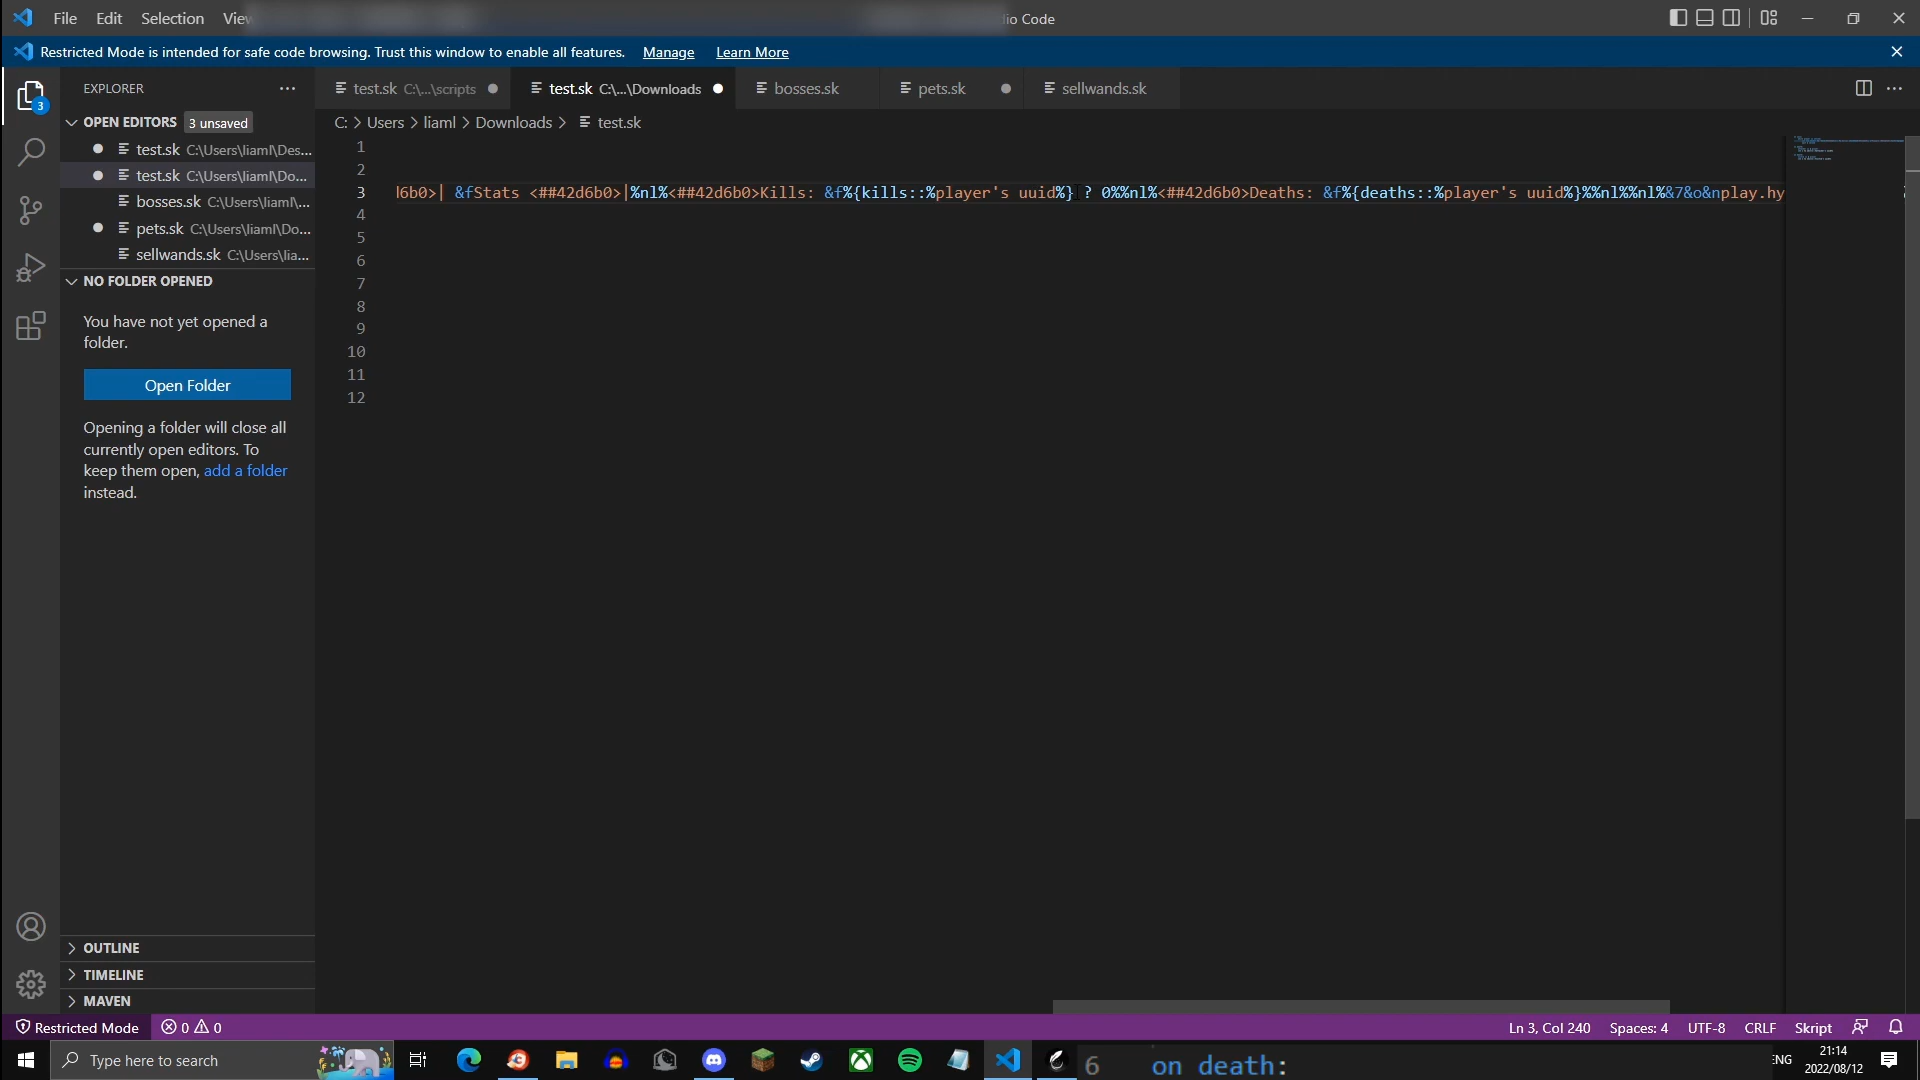 File Edit Selection View io Code
Restricted Mode is intended for safe code browsing. Trust this window to enable all features. Manage Learn More
EXPLORER
test.sk C:\...\scripts
test.sk C:\...\Downloads
bosses.sk
pets.sk
sellwands.sk
3
OPEN EDITORS 3 unsaved
C: > Users > liaml > Downloads > test.sk
test.sk C:\Users\liaml\Des...
test.sk C:\Users\liaml\Do...
bosses.sk C:\Users\liaml\...
pets.sk C:\Users\liaml\Do...
sellwands.sk C:\Users\lia...
NO FOLDER OPENED
You have not yet opened a
folder.
Open Folder
Opening a folder will close all
currently open editors. To
keep them open, add a folder
instead.
1
2
3 d6b0>| &fStats <##42d6b0>|%nl%<##42d6b0>Kills: &f%{kills::%player's uuid%} ? 0%%nl%<##42d6b0>Deaths: &f%{deaths::%player's uuid%}%%nl%%nl%&7&o&nplay.hy
4
5
6
7
8
9
10
11
12
OUTLINE
TIMELINE
MAVEN
Restricted Mode 0 0 Ln 3, Col 240 Spaces: 4 UTF-8 CRLF Skript
Type here to search
6 on death:
ENG
21:14
2022/08/12